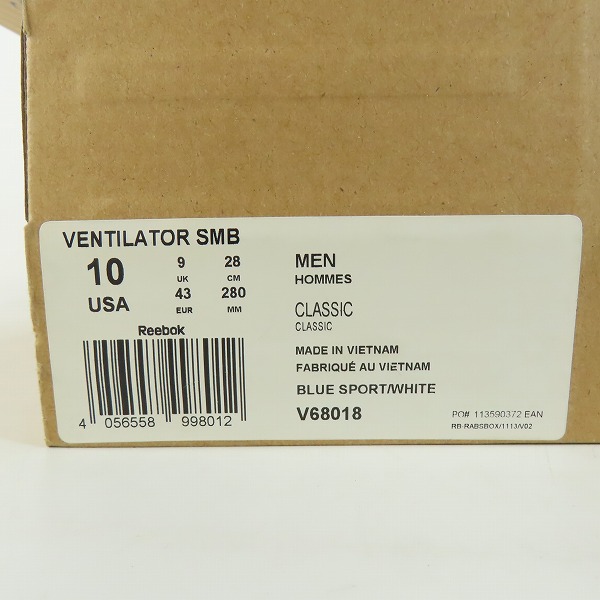 VENTILATOR SMB
10 9 28
UK CM
USA 43 280
EUR MM
Reebok
4 056558 998012
MEN
HOMMES
CLASSIC
CLASSIC
MADE IN VIETNAM
FABRIQUÉ AU VIETNAM
BLUE SPORT/WHITE
V68018
PO# 113590372 EAN
RB-RABSBOX/1113/V02